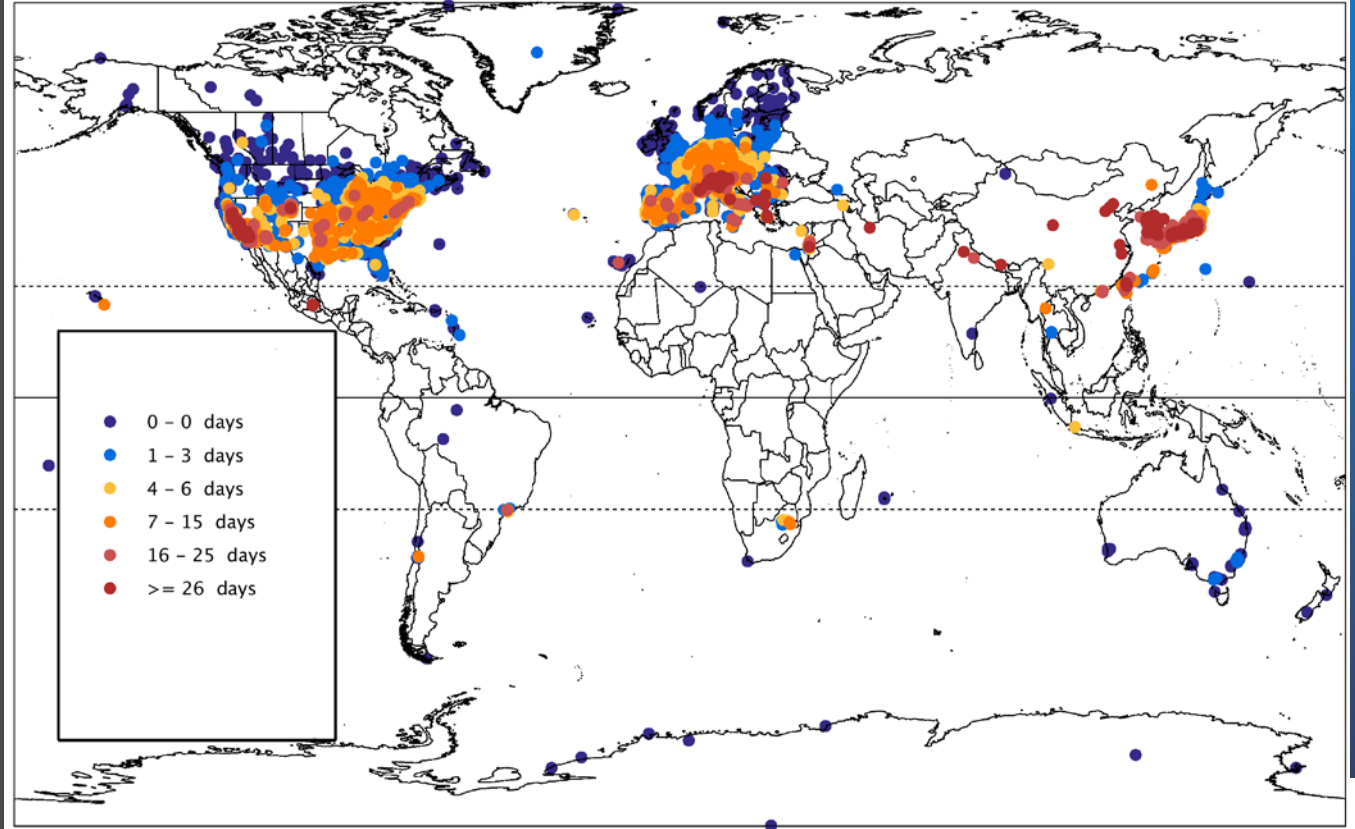 0 – 0 days
1 – 3 days
4 – 6 days
7 – 15 days
16 – 25 days
>= 26 days